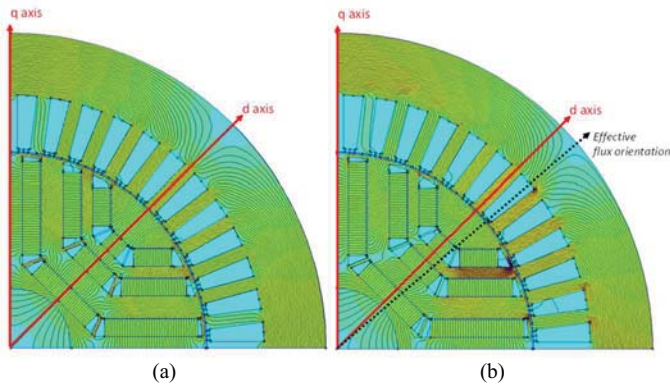 q axis
d axis
q axis
d axis
Effective
flux orientation
(a)
(b)